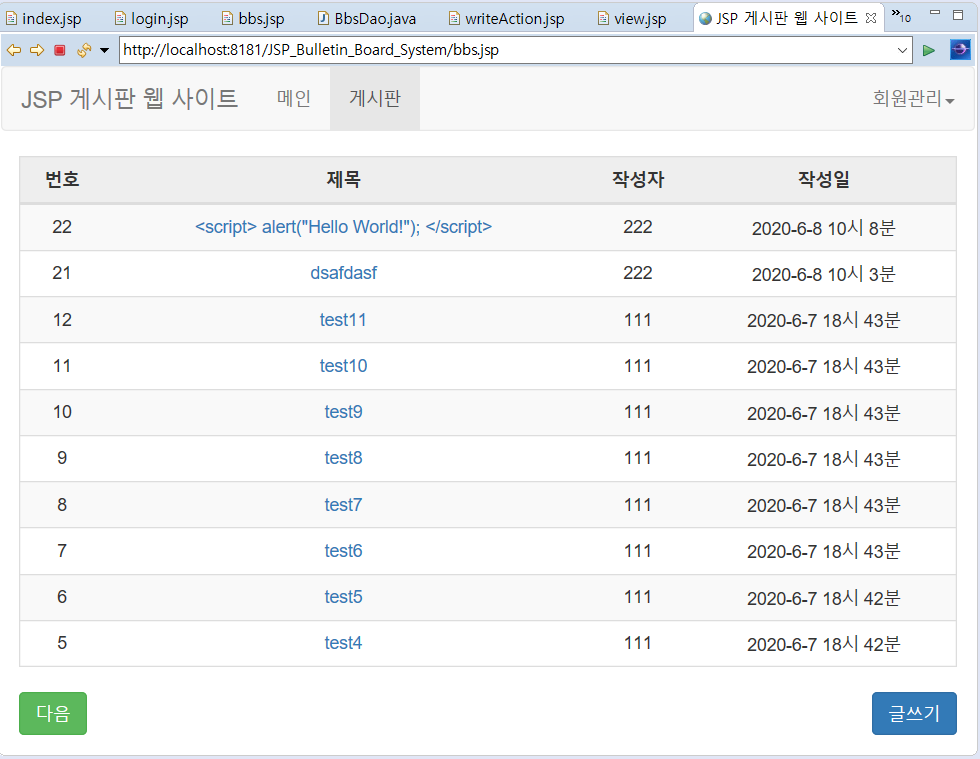 index.jsp login.jsp bbs.jsp BbsDao.java writeAction.jsp view.jsp JSP 게시판 웹 사이트 »10
http://localhost:8181/JSP_Bulletin_Board_System/bbs.jsp
JSP 게시판 웹 사이트 메인 게시판 회원관리
번호 제목 작성자 작성일
22 <script> alert("Hello World!"); </script> 222 2020-6-8 10시 8분
21 dsafdasf 222 2020-6-8 10시 3분
12 test11 111 2020-6-7 18시 43분
11 test10 111 2020-6-7 18시 43분
10 test9 111 2020-6-7 18시 43분
9 test8 111 2020-6-7 18시 43분
8 test7 111 2020-6-7 18시 43분
7 test6 111 2020-6-7 18시 43분
6 test5 111 2020-6-7 18시 42분
5 test4 111 2020-6-7 18시 42분
다음 글쓰기